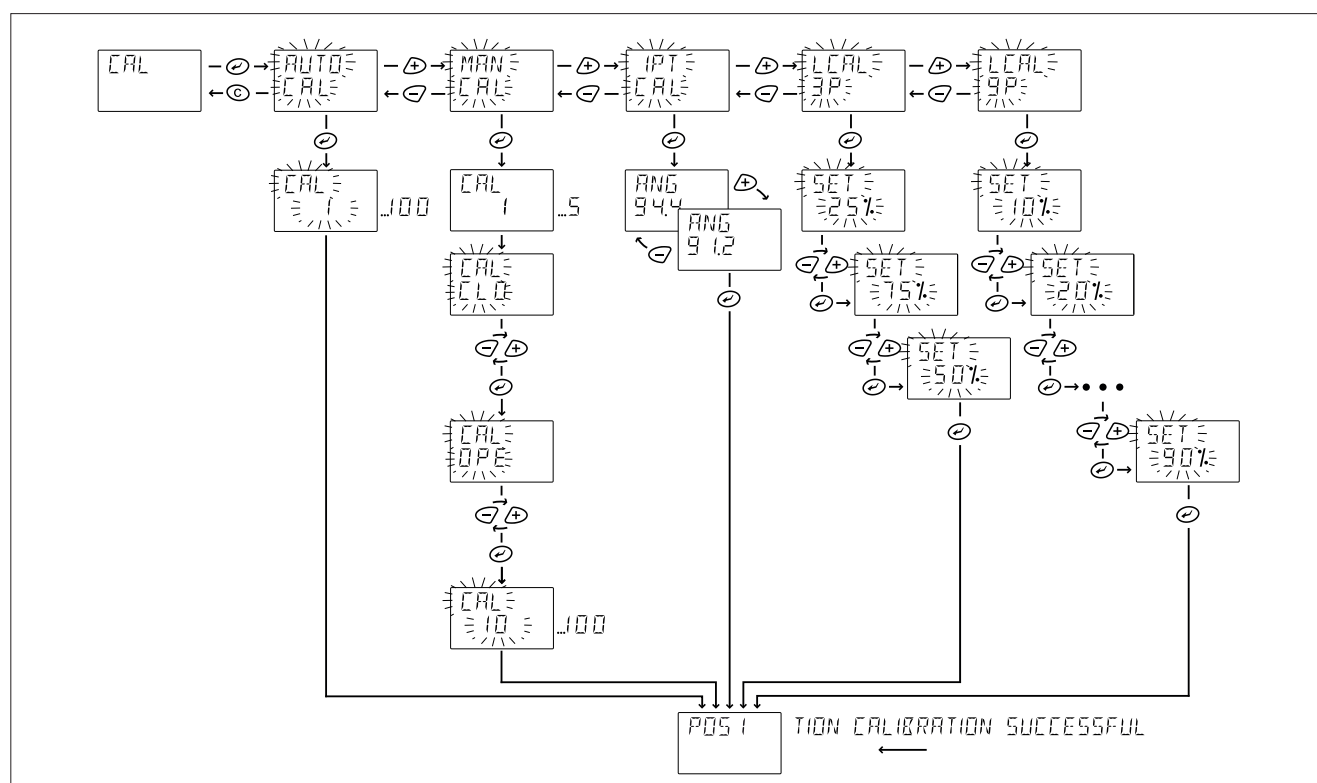 CAL
AUTO
CAL
MAN
CAL
1PT
CAL
LCAL
3P
LCAL
9P
C
CAL
1
...100
CAL
1
...5
ANG
94.4
ANG
91.2
SET
25%
SET
10%
CAL
CLO
SET
75%
SET
20%
SET
50%
CAL
OPE
SET
90%
CAL
10
...100
POSI TION CALIBRATION SUCCESSFUL